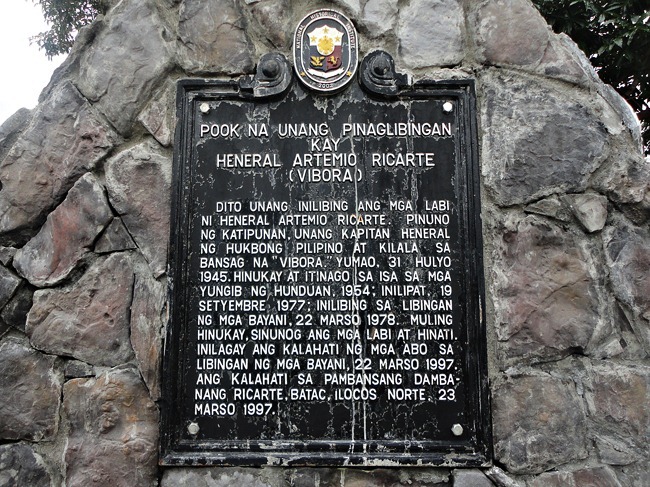 POOK NA UNANG PINAGLIBINGAN
KAY
HENERAL ARTEMIO RICARTE
(VIBORA)
DITO UNANG INILIBING ANG MGA LABI
NI HENERAL ARTEMIO RICARTE. PINUNO
NG KATIPUNAN, UNANG KAPITAN HENERAL
NG HUKBONG PILIPINO AT KILALA SA
BANSAG NA "VIBORA." YUMAO, 31 HULYO
1945. HINUKAY AT ITINAGO SA ISA SA MGA
YUNGIB NG HUNDUAN, 1954; INILIPAT, 19
SETYEMBRE 1977; INILIBING SA LIBINGAN
NG MGA BAYANI, 22 MARSO 1978. MULING
HINUKAY, SINUNOG ANG MGA LABI AT HINATI.
INILAGAY ANG KALAHATI NG MGA ABO SA
LIBINGAN NG MGA BAYANI, 22 MARSO 1997.
ANG KALAHATI SA PAMBANSANG DAMBA-
NANG RICARTE, BATAC, ILOCOS NORTE, 23
MARSO 1997.